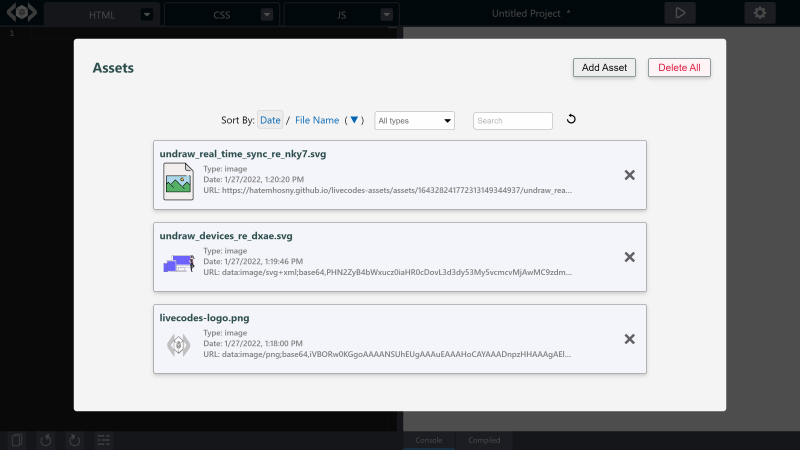 HTML
CSS
JS
Untitled Project *
1
Assets
Add Asset
Delete All
Sort By: Date / File Name (▼)
All types
Search
undraw_real_time_sync_re_nky7.svg
Type: image
Date: 1/27/2022, 1:20:20 PM
URL: https://hatemhosny.github.io/livecodes-assets/assets/164328241772313149344937/undraw_rea...
undraw_devices_re_dxae.svg
Type: image
Date: 1/27/2022, 1:19:46 PM
URL: data:image/svg+xml;base64,PHN2ZyB4bWxucz0iaHR0cDovL3d3dy53My5vcmcvMjAwMC9zdm...
livecodes-logo.png
Type: image
Date: 1/27/2022, 1:18:00 PM
URL: data:image/png;base64,iVBORw0KGgoAAAANSUhEUgAAAuEAAAHoCAYAAADnpzHHAAAgAEl...
Console
Compiled